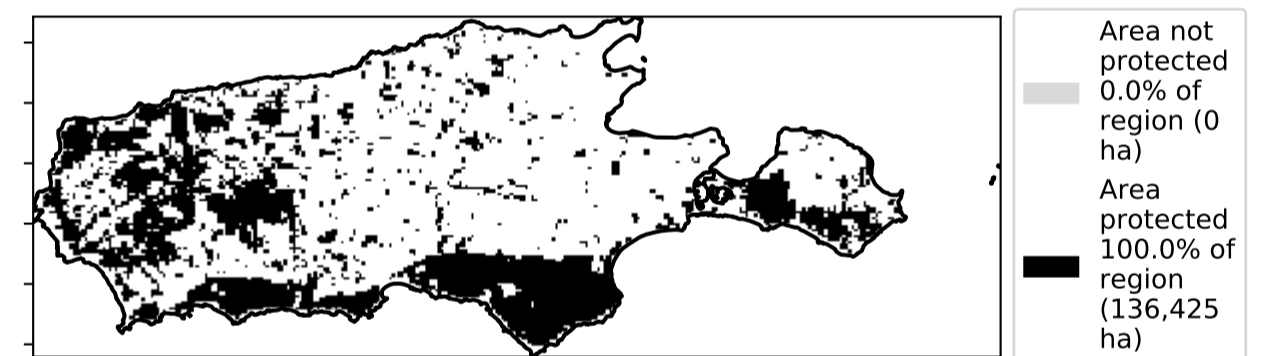 Area not
protected
0.0% of
region (0
ha)
Area
protected
100.0% of
region
(136,425
ha)